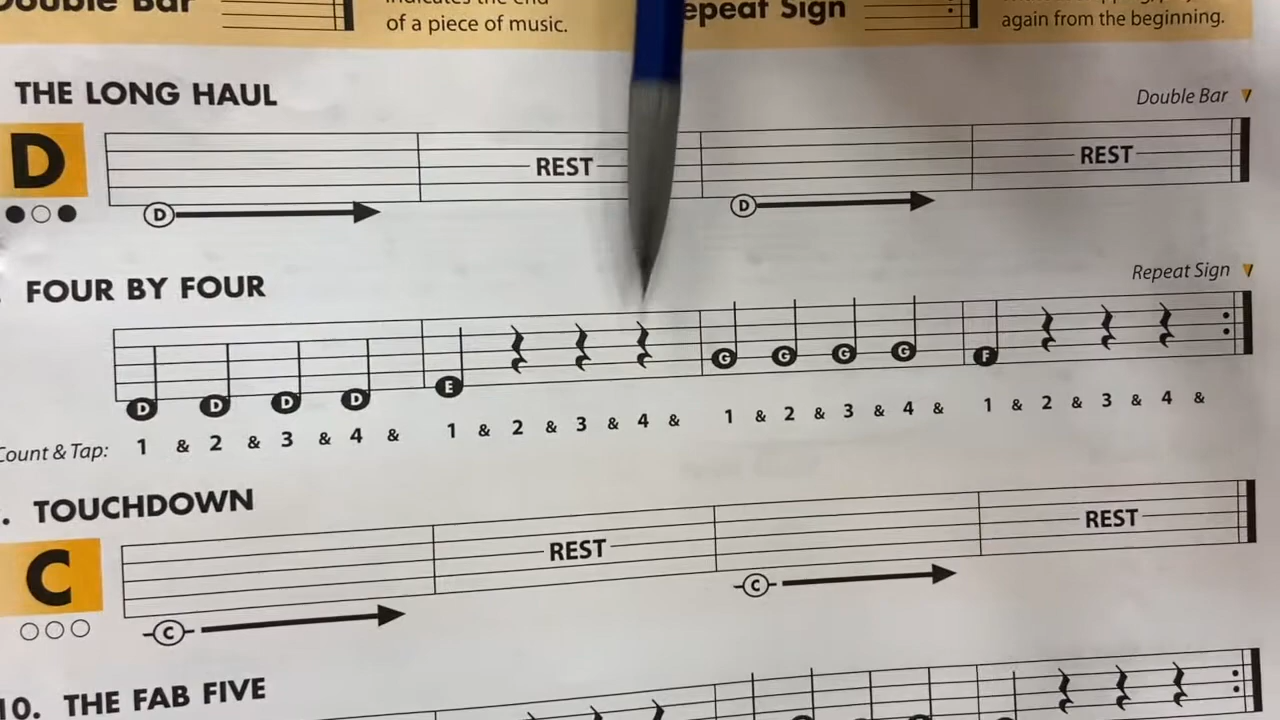 Double Bar
of a piece of music.
epeat Sign
again from the beginning.
THE LONG HAUL
Double Bar
D
REST
REST
D
D
FOUR BY FOUR
Repeat Sign
D D D D E G G G G F
Count & Tap: 1 & 2 & 3 & 4 & 1 & 2 & 3 & 4 & 1 & 2 & 3 & 4 & 1 & 2 & 3 & 4 &
. TOUCHDOWN
C
REST
REST
C
C
10. THE FAB FIVE